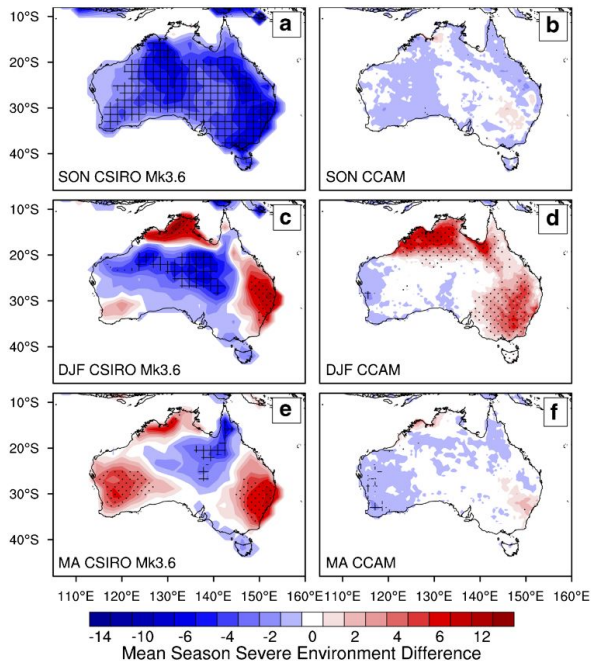 10°S
20°S
30°S
40°S
a
SON CSIRO Mk3.6
b
SON CCAM
10°S
20°S
30°S
40°S
c
DJF CSIRO Mk3.6
d
DJF CCAM
10°S
20°S
30°S
40°S
e
MA CSIRO Mk3.6
f
MA CCAM
110°E 120°E 130°E 140°E 150°E 160°E 110°E 120°E 130°E 140°E 150°E 160°E
-14 -10 -6 -4 -2 0 2 4 6 12
Mean Season Severe Environment Difference